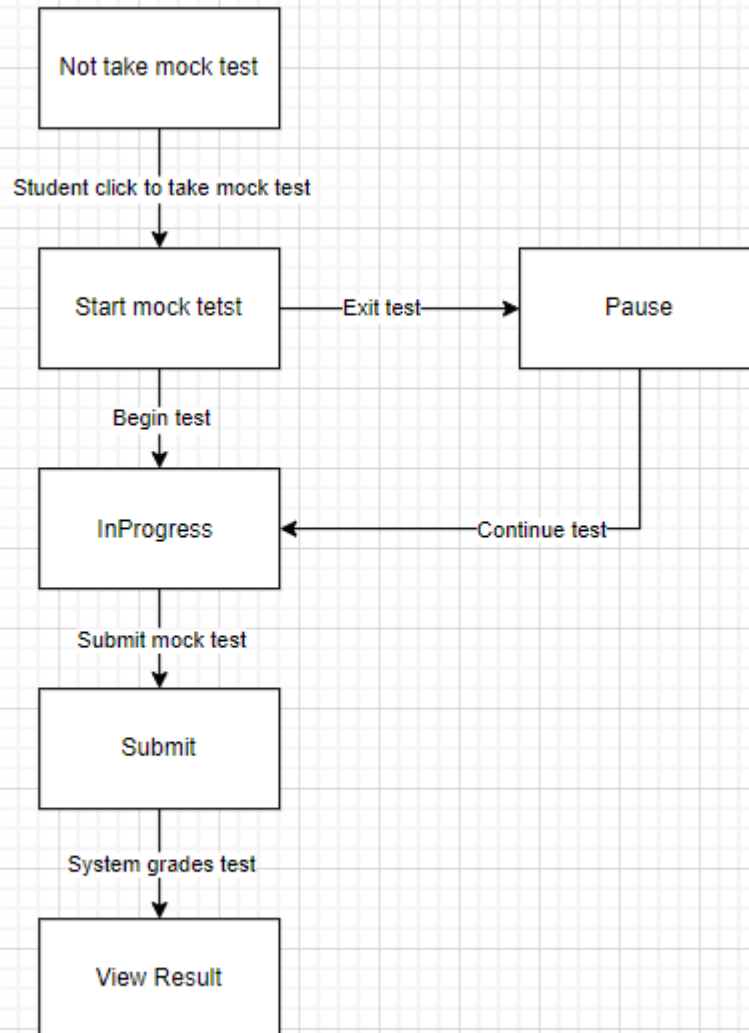 Not take mock test
Student click to take mock test
Start mock tetst
Exit test
Pause
Begin test
InProgress
Continue test
Submit mock test
Submit
System grades test
View Result